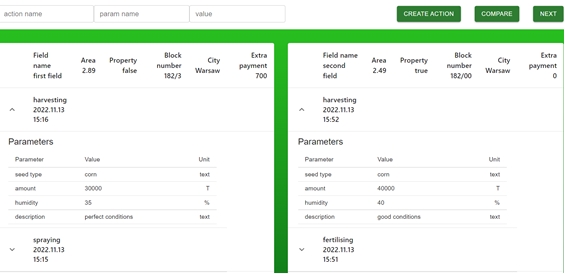 action name param name value CREATE ACTION COMPARE NEXT
Field name first field Area 2.89 Property false Block number 182/3 City Warsaw Extra payment 700
harvesting
2022.11.13
15:16
Parameters
Parameter Value Unit
seed type corn text
amount 30000 T
humidity 35 %
description perfect conditions text
spraying
2022.11.13
15:15
Field name second field Area 2.49 Property true Block number 182/00 City Warsaw Extra payment 0
harvesting
2022.11.13
15:52
Parameters
Parameter Value Unit
seed type corn text
amount 40000 T
humidity 40 %
description good conditions text
fertilising
2022.11.13
15:51